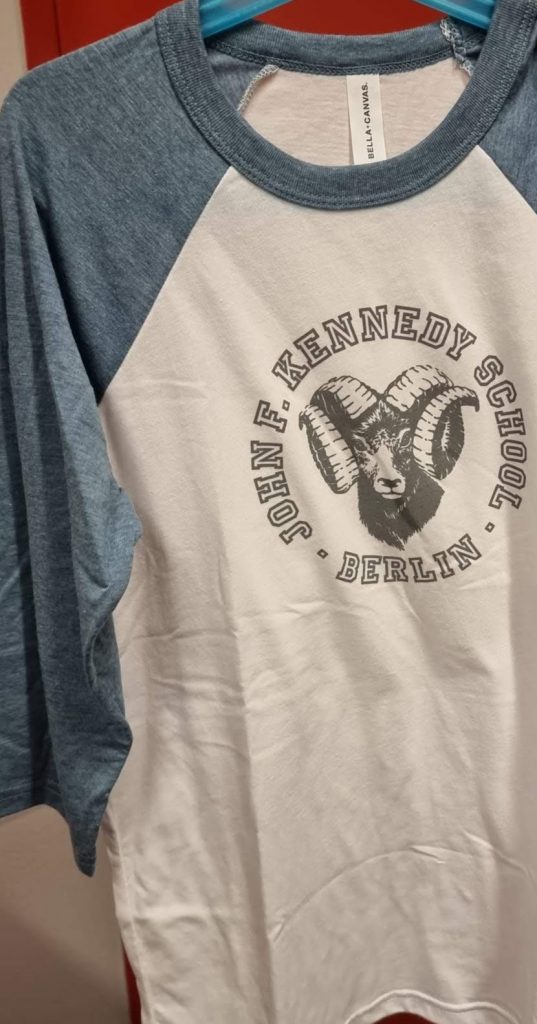 BELLA+CANVAS.
JOHN F. KENNEDY SCHOOL
· BERLIN ·